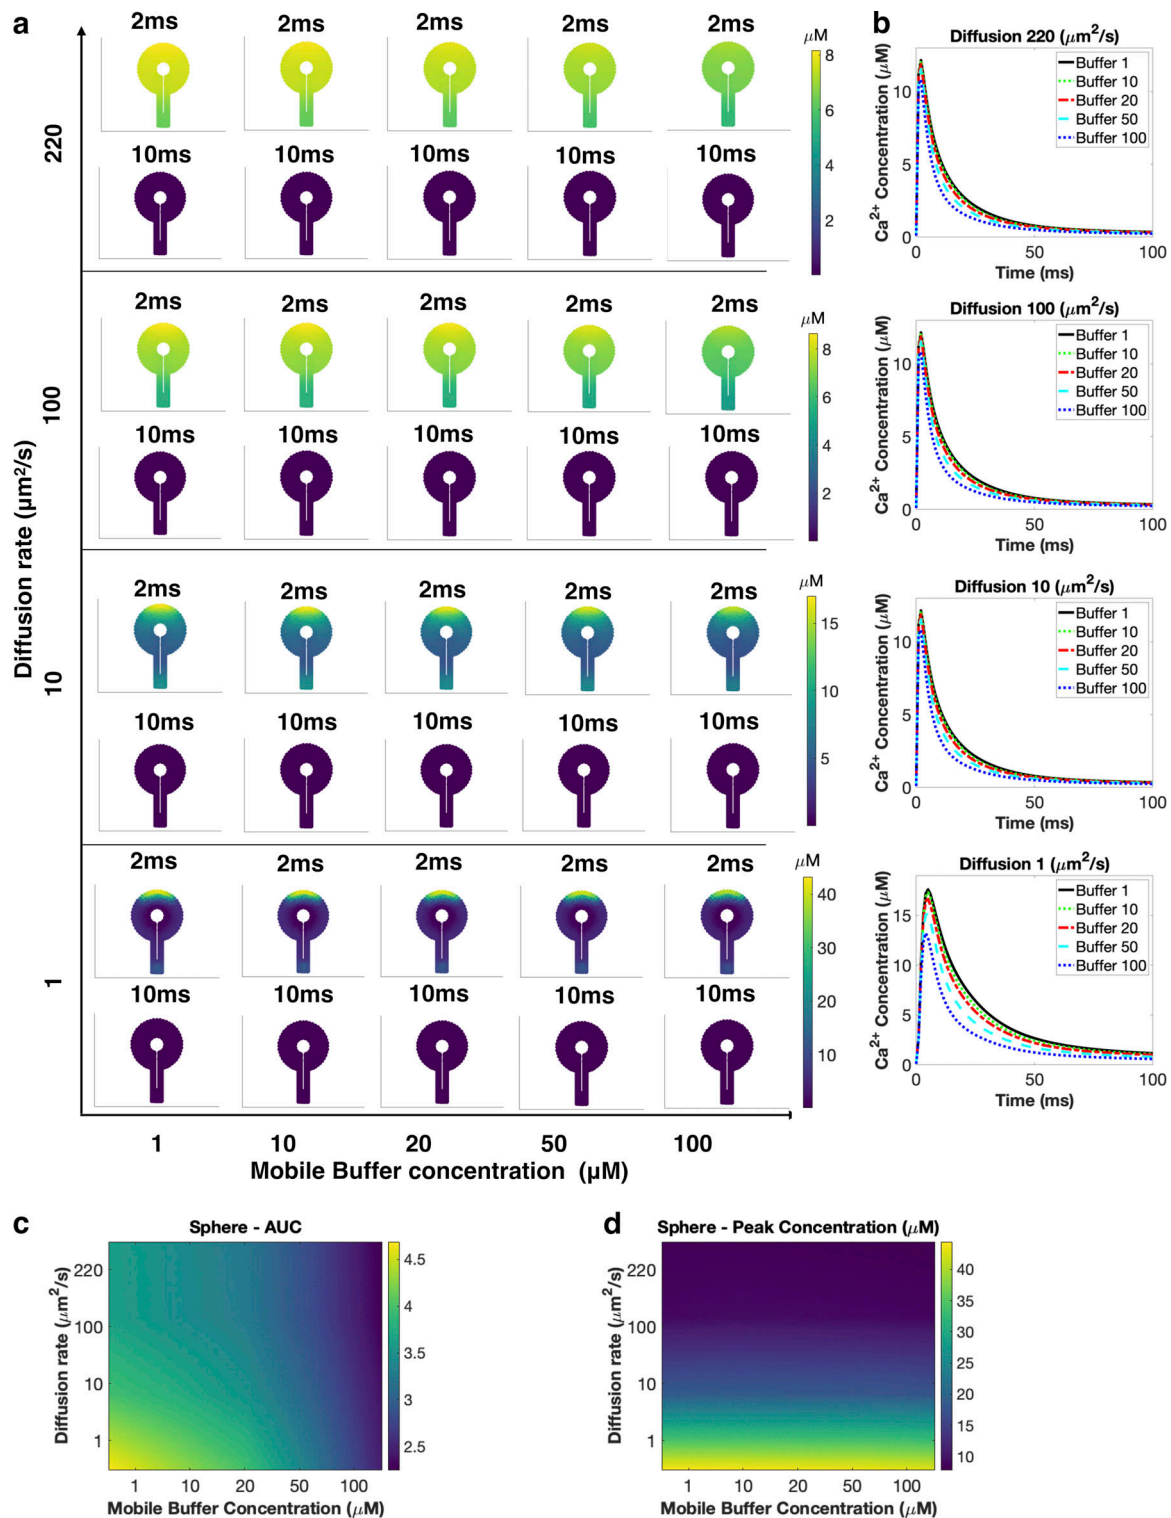 a
2ms 2ms 2ms 2ms 2ms
10ms 10ms 10ms 10ms 10ms
μM
8
6
4
2
220
2ms 2ms 2ms 2ms 2ms
10ms 10ms 10ms 10ms 10ms
μM
8
6
4
2
100
2ms 2ms 2ms 2ms 2ms
10ms 10ms 10ms 10ms 10ms
μM
15
10
5
10
2ms 2ms 2ms 2ms 2ms
10ms 10ms 10ms 10ms 10ms
μM
40
30
20
10
1
Diffusion rate (µm²/s)
1 10 20 50 100
Mobile Buffer concentration (µM)
b
Diffusion 220 (μm²/s)
Buffer 1
Buffer 10
Buffer 20
Buffer 50
Buffer 100
Ca²⁺ Concentration (μM)
10
5
0
0 50 100
Time (ms)
Diffusion 100 (μm²/s)
Buffer 1
Buffer 10
Buffer 20
Buffer 50
Buffer 100
Ca²⁺ Concentration (μM)
10
5
0
0 50 100
Time (ms)
Diffusion 10 (μm²/s)
Buffer 1
Buffer 10
Buffer 20
Buffer 50
Buffer 100
Ca²⁺ Concentration (μM)
10
5
0
0 50 100
Time (ms)
Diffusion 1 (μm²/s)
Buffer 1
Buffer 10
Buffer 20
Buffer 50
Buffer 100
Ca²⁺ Concentration (μM)
15
10
5
0
0 50 100
Time (ms)
c
Sphere - AUC
Diffusion rate (μm²/s)
220
100
10
1
1 10 20 50 100
Mobile Buffer Concentration (μM)
4.5
4
3.5
3
2.5
d
Sphere - Peak Concentration (μM)
Diffusion rate (μm²/s)
220
100
10
1
1 10 20 50 100
Mobile Buffer Concentration (μM)
40
35
30
25
20
15
10